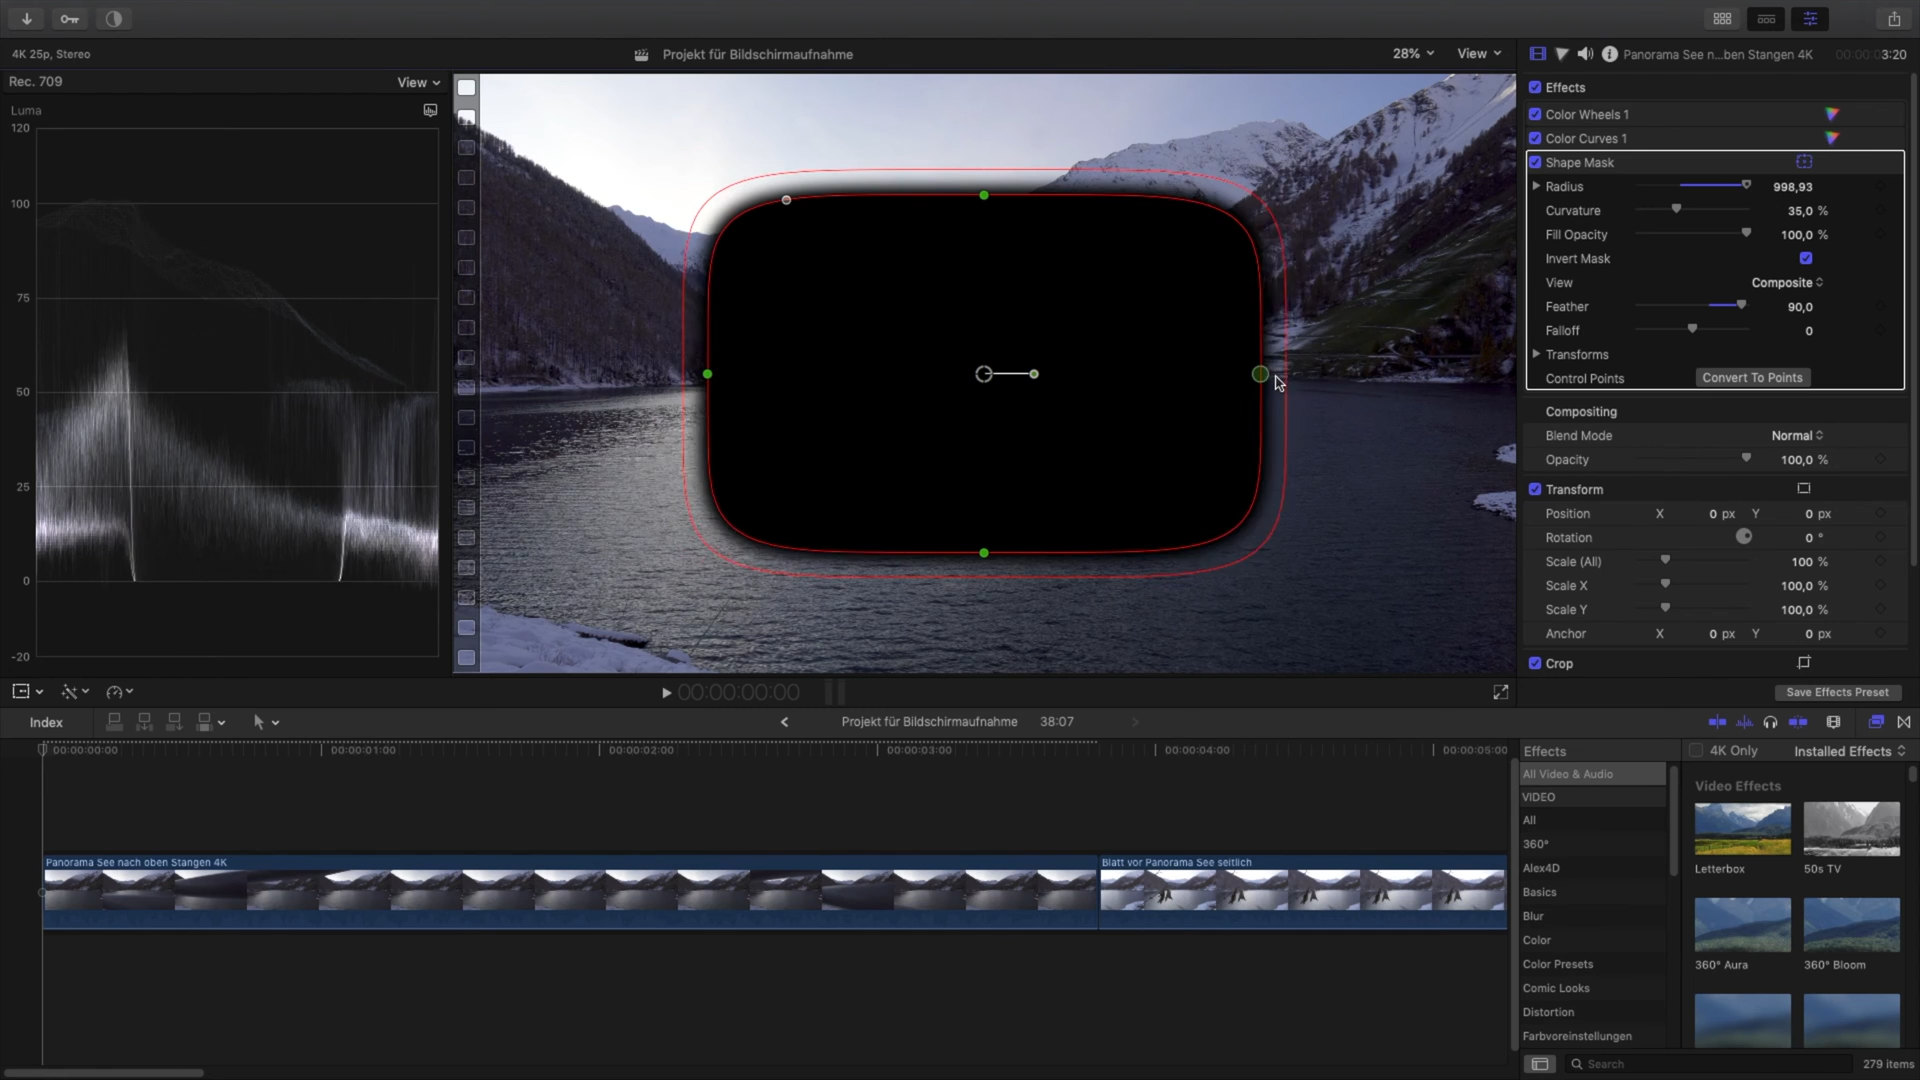 4K 25p, Stereo
Projekt für Bildschirmaufnahme
28%
View
Panorama See n...ben Stangen 4K
00:00:03:20
Rec. 709
View
Luma
120
100
75
50
25
0
-20
Effects
Color Wheels 1
Color Curves 1
Shape Mask
Radius 998,93
Curvature 35,0 %
Fill Opacity 100,0 %
Invert Mask
View Composite
Feather 90,0
Falloff 0
Transforms
Control Points Convert To Points
Compositing
Blend Mode Normal
Opacity 100,0 %
Transform
Position X 0 px Y 0 px
Rotation 0 °
Scale (All) 100 %
Scale X 100,0 %
Scale Y 100,0 %
Anchor X 0 px Y 0 px
Crop
Save Effects Preset
00:00:00:00
Index
Projekt für Bildschirmaufnahme 38:07
00:00:00:00
00:00:01:00
00:00:02:00
00:00:03:00
00:00:04:00
00:00:05:00
Panorama See nach oben Stangen 4K
Blatt vor Panorama See seitlich
Effects
4K Only
Installed Effects
All Video & Audio
VIDEO
All
360°
Alex4D
Basics
Blur
Color
Color Presets
Comic Looks
Distortion
Farbvoreinstellungen
Video Effects
Letterbox
50s TV
360° Aura
360° Bloom
Search
279 items